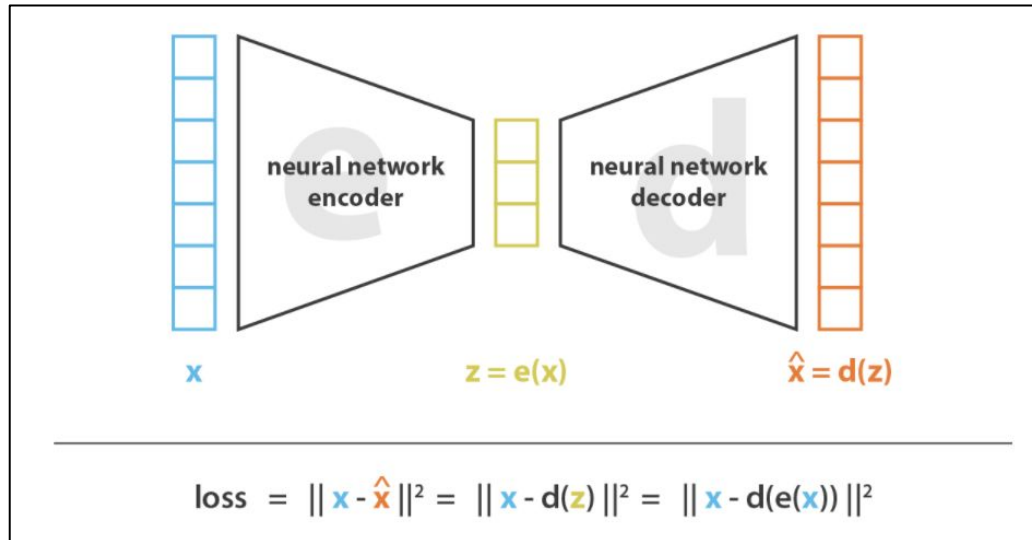 e
neural network
encoder
d
neural network
decoder
x
z = e(x)
x̂ = d(z)
loss = || x - x̂ ||² = || x - d(z) ||² = || x - d(e(x)) ||²